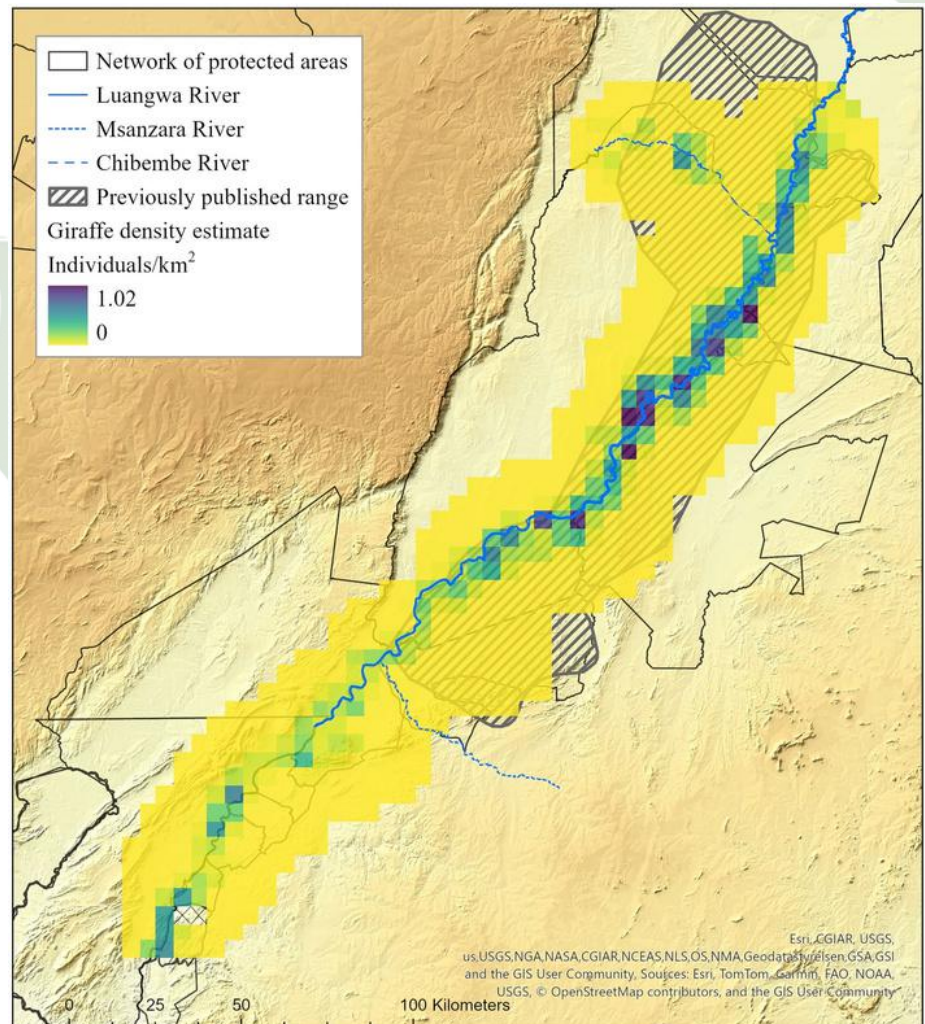 Network of protected areas
Luangwa River
Msanzara River
Chibembe River
Previously published range
Giraffe density estimate
Individuals/km²
1.02
0
Esri, CGIAR, USGS,
us,USGS,NGA,NASA,CGIAR,NCEAS,NLS,OS,NMA,Geodatastyrelsen,GSA,GSI
and the GIS User Community, Sources: Esri, TomTom, Garmin, FAO, NOAA,
USGS, © OpenStreetMap contributors, and the GIS User Community
0 25 50 100 Kilometers